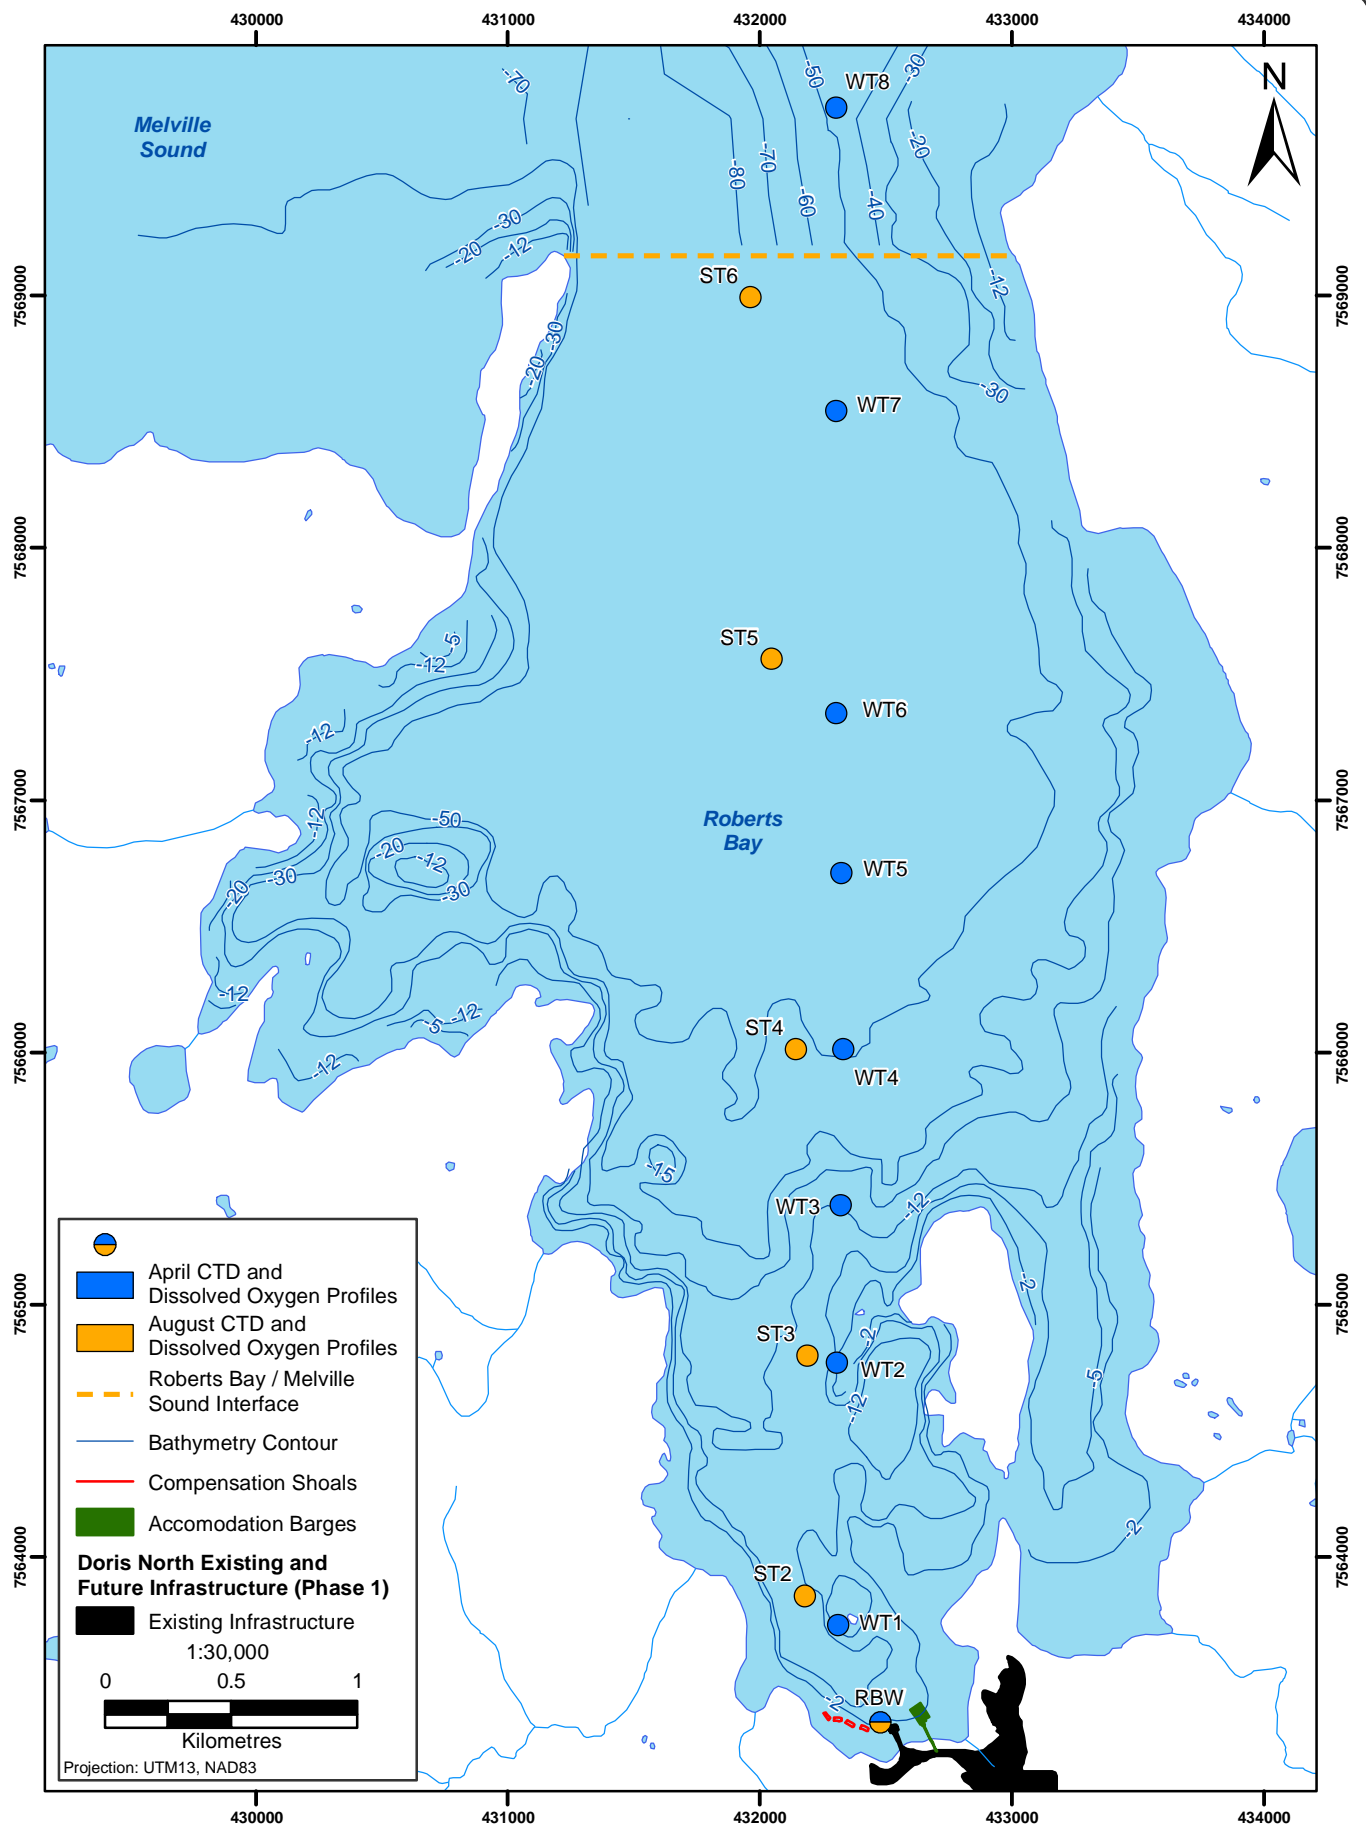 430000
431000
432000
433000
434000
-70
-50
WT8
-30
N
Melville
Sound
-20
-80
-70
-60
-40
-30
-20
-12
ST6
-12
7569000
7569000
-30
-20
-30
WT7
7568000
7568000
-5
-12
ST5
WT6
-12
7567000
7567000
-12
-50
-20
-12
-30
-30
-20
Roberts
Bay
WT5
-12
-5
-12
ST4
WT4
7566000
7566000
-12
-15
WT3
-12
-2
7565000
7565000
ST3
-2
WT2
-12
-5
-2
7564000
7564000
ST2
WT1
-2
RBW
April CTD and
Dissolved Oxygen Profiles
August CTD and
Dissolved Oxygen Profiles
Roberts Bay / Melville
Sound Interface
Bathymetry Contour
Compensation Shoals
Accomodation Barges
Doris North Existing and
Future Infrastructure (Phase 1)
Existing Infrastructure
1:30,000
0
0.5
1
Kilometres
Projection: UTM13, NAD83
430000
431000
432000
433000
434000